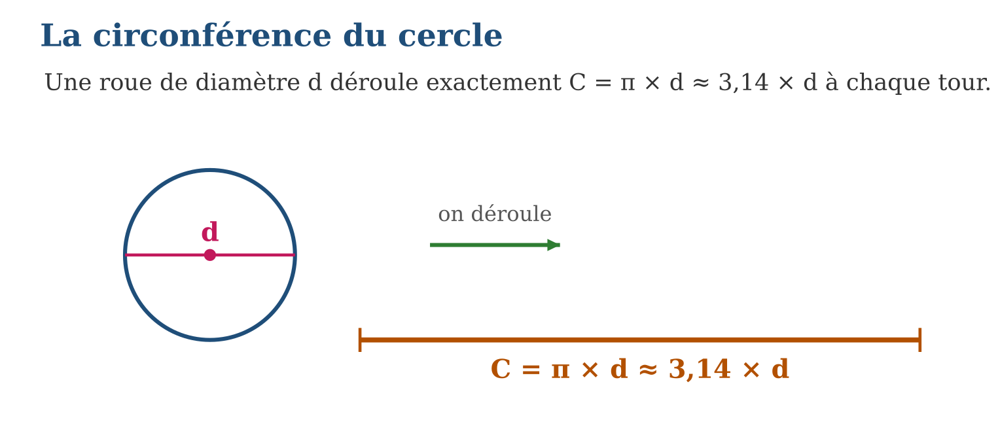 La circonférence du cercle
Une roue de diamètre d déroule exactement C = π × d ≈ 3,14 × d à chaque tour.
on déroule
d
C = π × d ≈ 3,14 × d